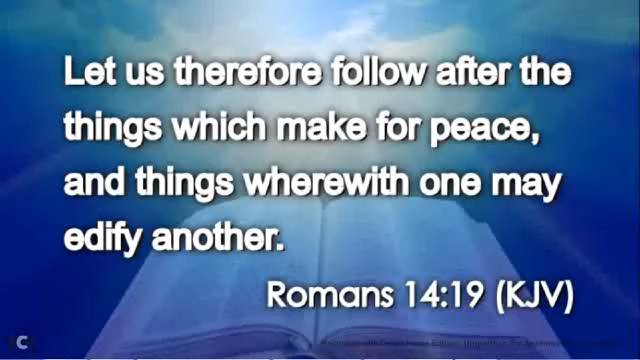 Let us therefore follow after the
things which make for peace,
and things wherewith one may
edify another.
Romans 14:19 (KJV)
C